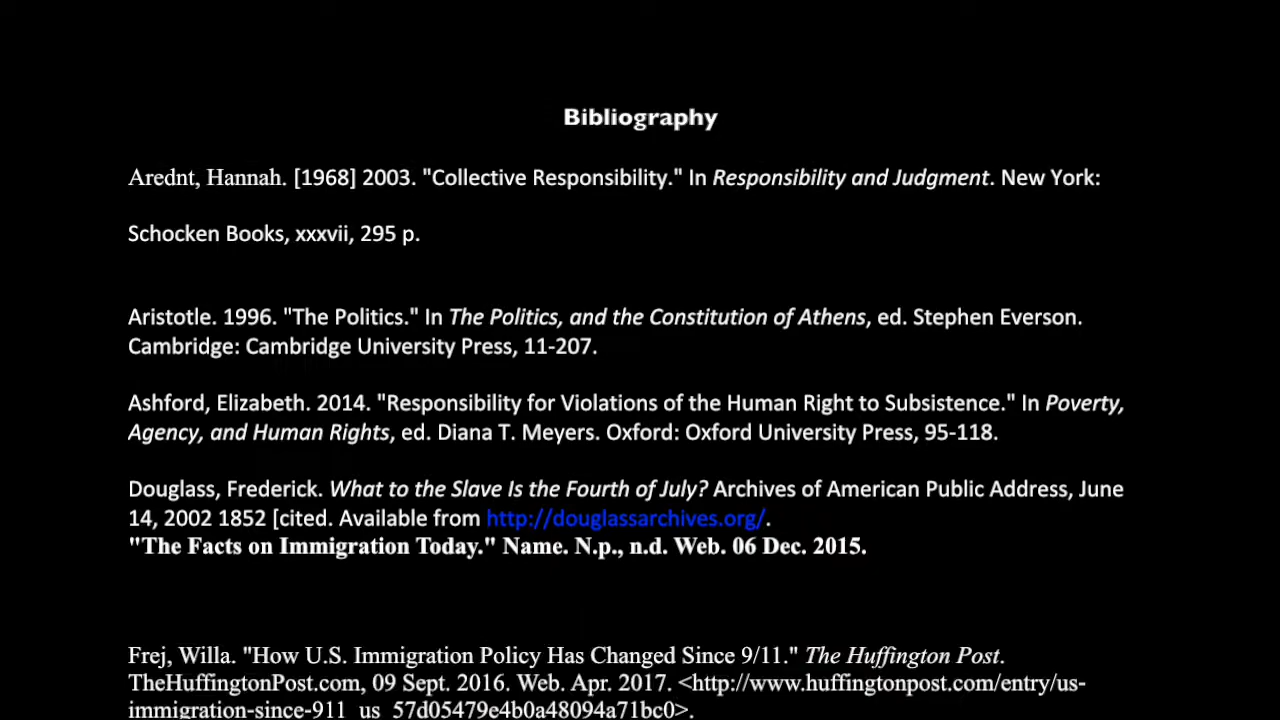 Bibliography
Arednt, Hannah. [1968] 2003. "Collective Responsibility." In Responsibility and Judgment. New York:
Schocken Books, xxxvii, 295 p.
Aristotle. 1996. "The Politics." In The Politics, and the Constitution of Athens, ed. Stephen Everson.
Cambridge: Cambridge University Press, 11-207.
Ashford, Elizabeth. 2014. "Responsibility for Violations of the Human Right to Subsistence." In Poverty,
Agency, and Human Rights, ed. Diana T. Meyers. Oxford: Oxford University Press, 95-118.
Douglass, Frederick. What to the Slave Is the Fourth of July? Archives of American Public Address, June
14, 2002 1852 [cited. Available from http://douglassarchives.org/.
"The Facts on Immigration Today." Name. N.p., n.d. Web. 06 Dec. 2015.
Frej, Willa. "How U.S. Immigration Policy Has Changed Since 9/11." The Huffington Post.
TheHuffingtonPost.com, 09 Sept. 2016. Web. Apr. 2017. <http://www.huffingtonpost.com/entry/us-
immigration-since-911_us_57d05479e4b0a48094a71bc0>.